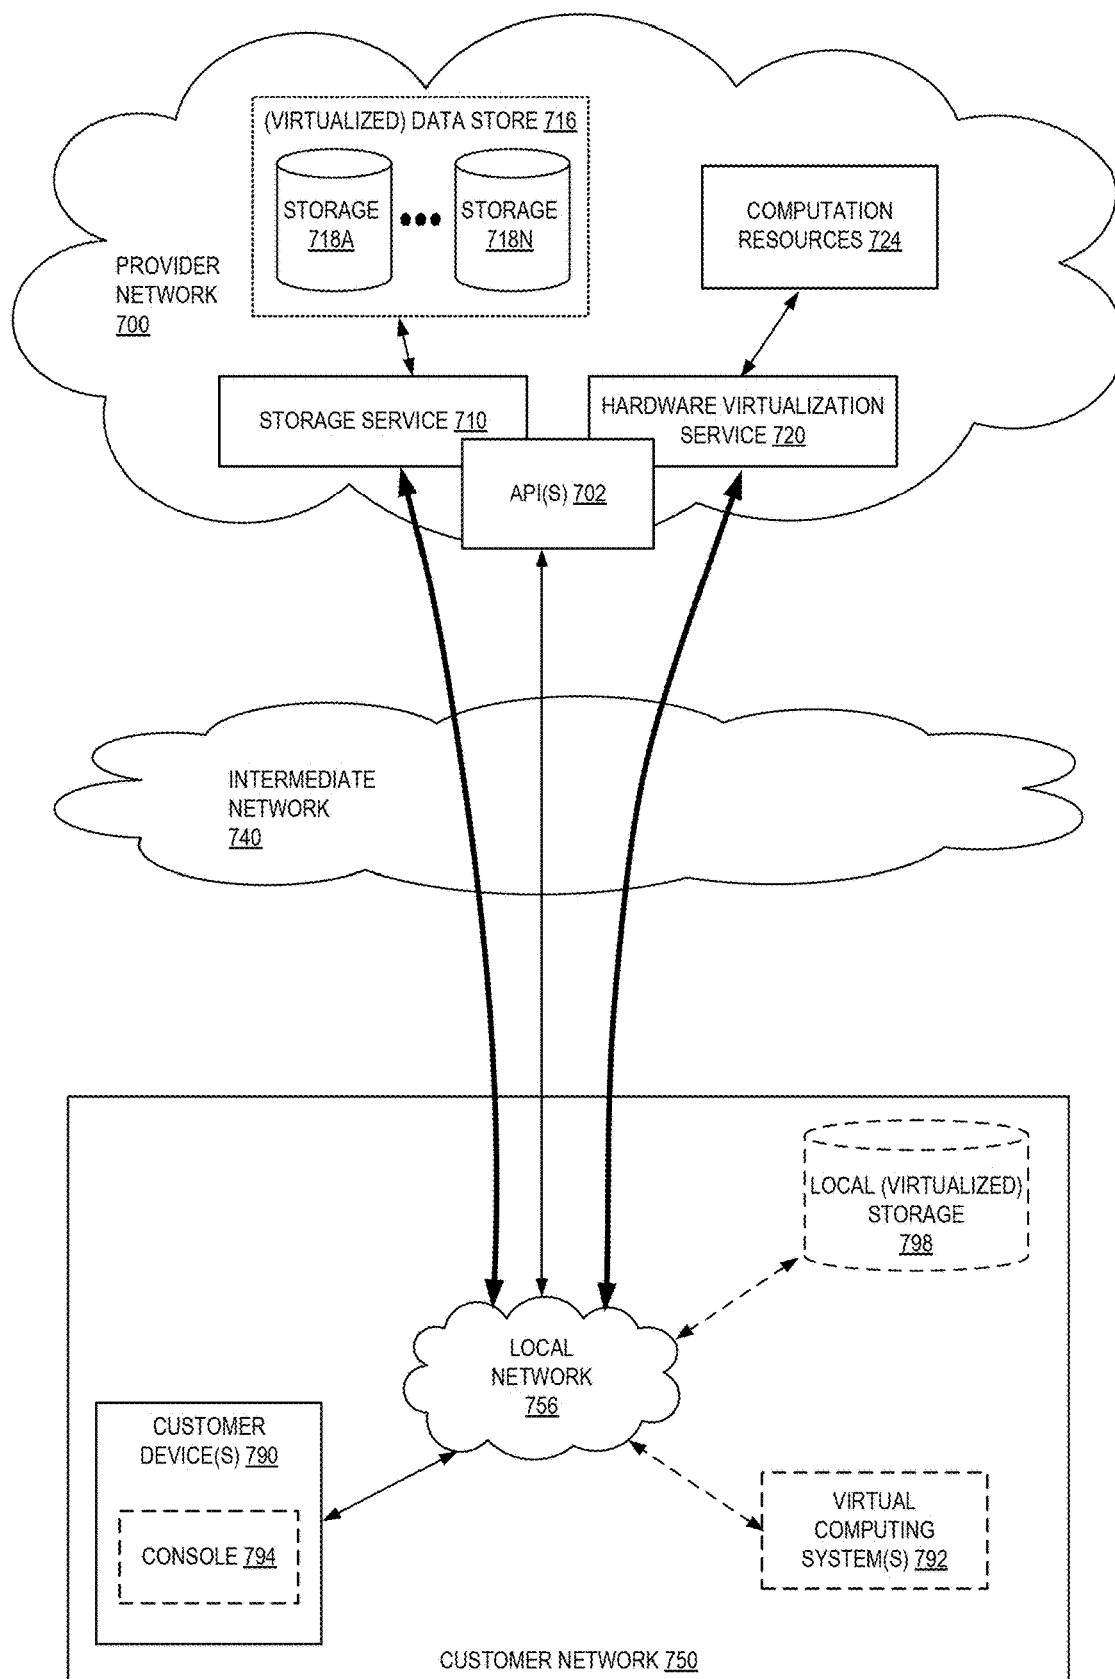 (VIRTUALIZED) DATA STORE 716
STORAGE
718A
STORAGE
718N
COMPUTATION
RESOURCES 724
PROVIDER
NETWORK
700
STORAGE SERVICE 710
HARDWARE VIRTUALIZATION
SERVICE 720
API(S) 702
INTERMEDIATE
NETWORK
740
LOCAL (VIRTUALIZED)
STORAGE
798
LOCAL
NETWORK
756
CUSTOMER
DEVICE(S) 790
CONSOLE 794
VIRTUAL
COMPUTING
SYSTEM(S) 792
CUSTOMER NETWORK 750